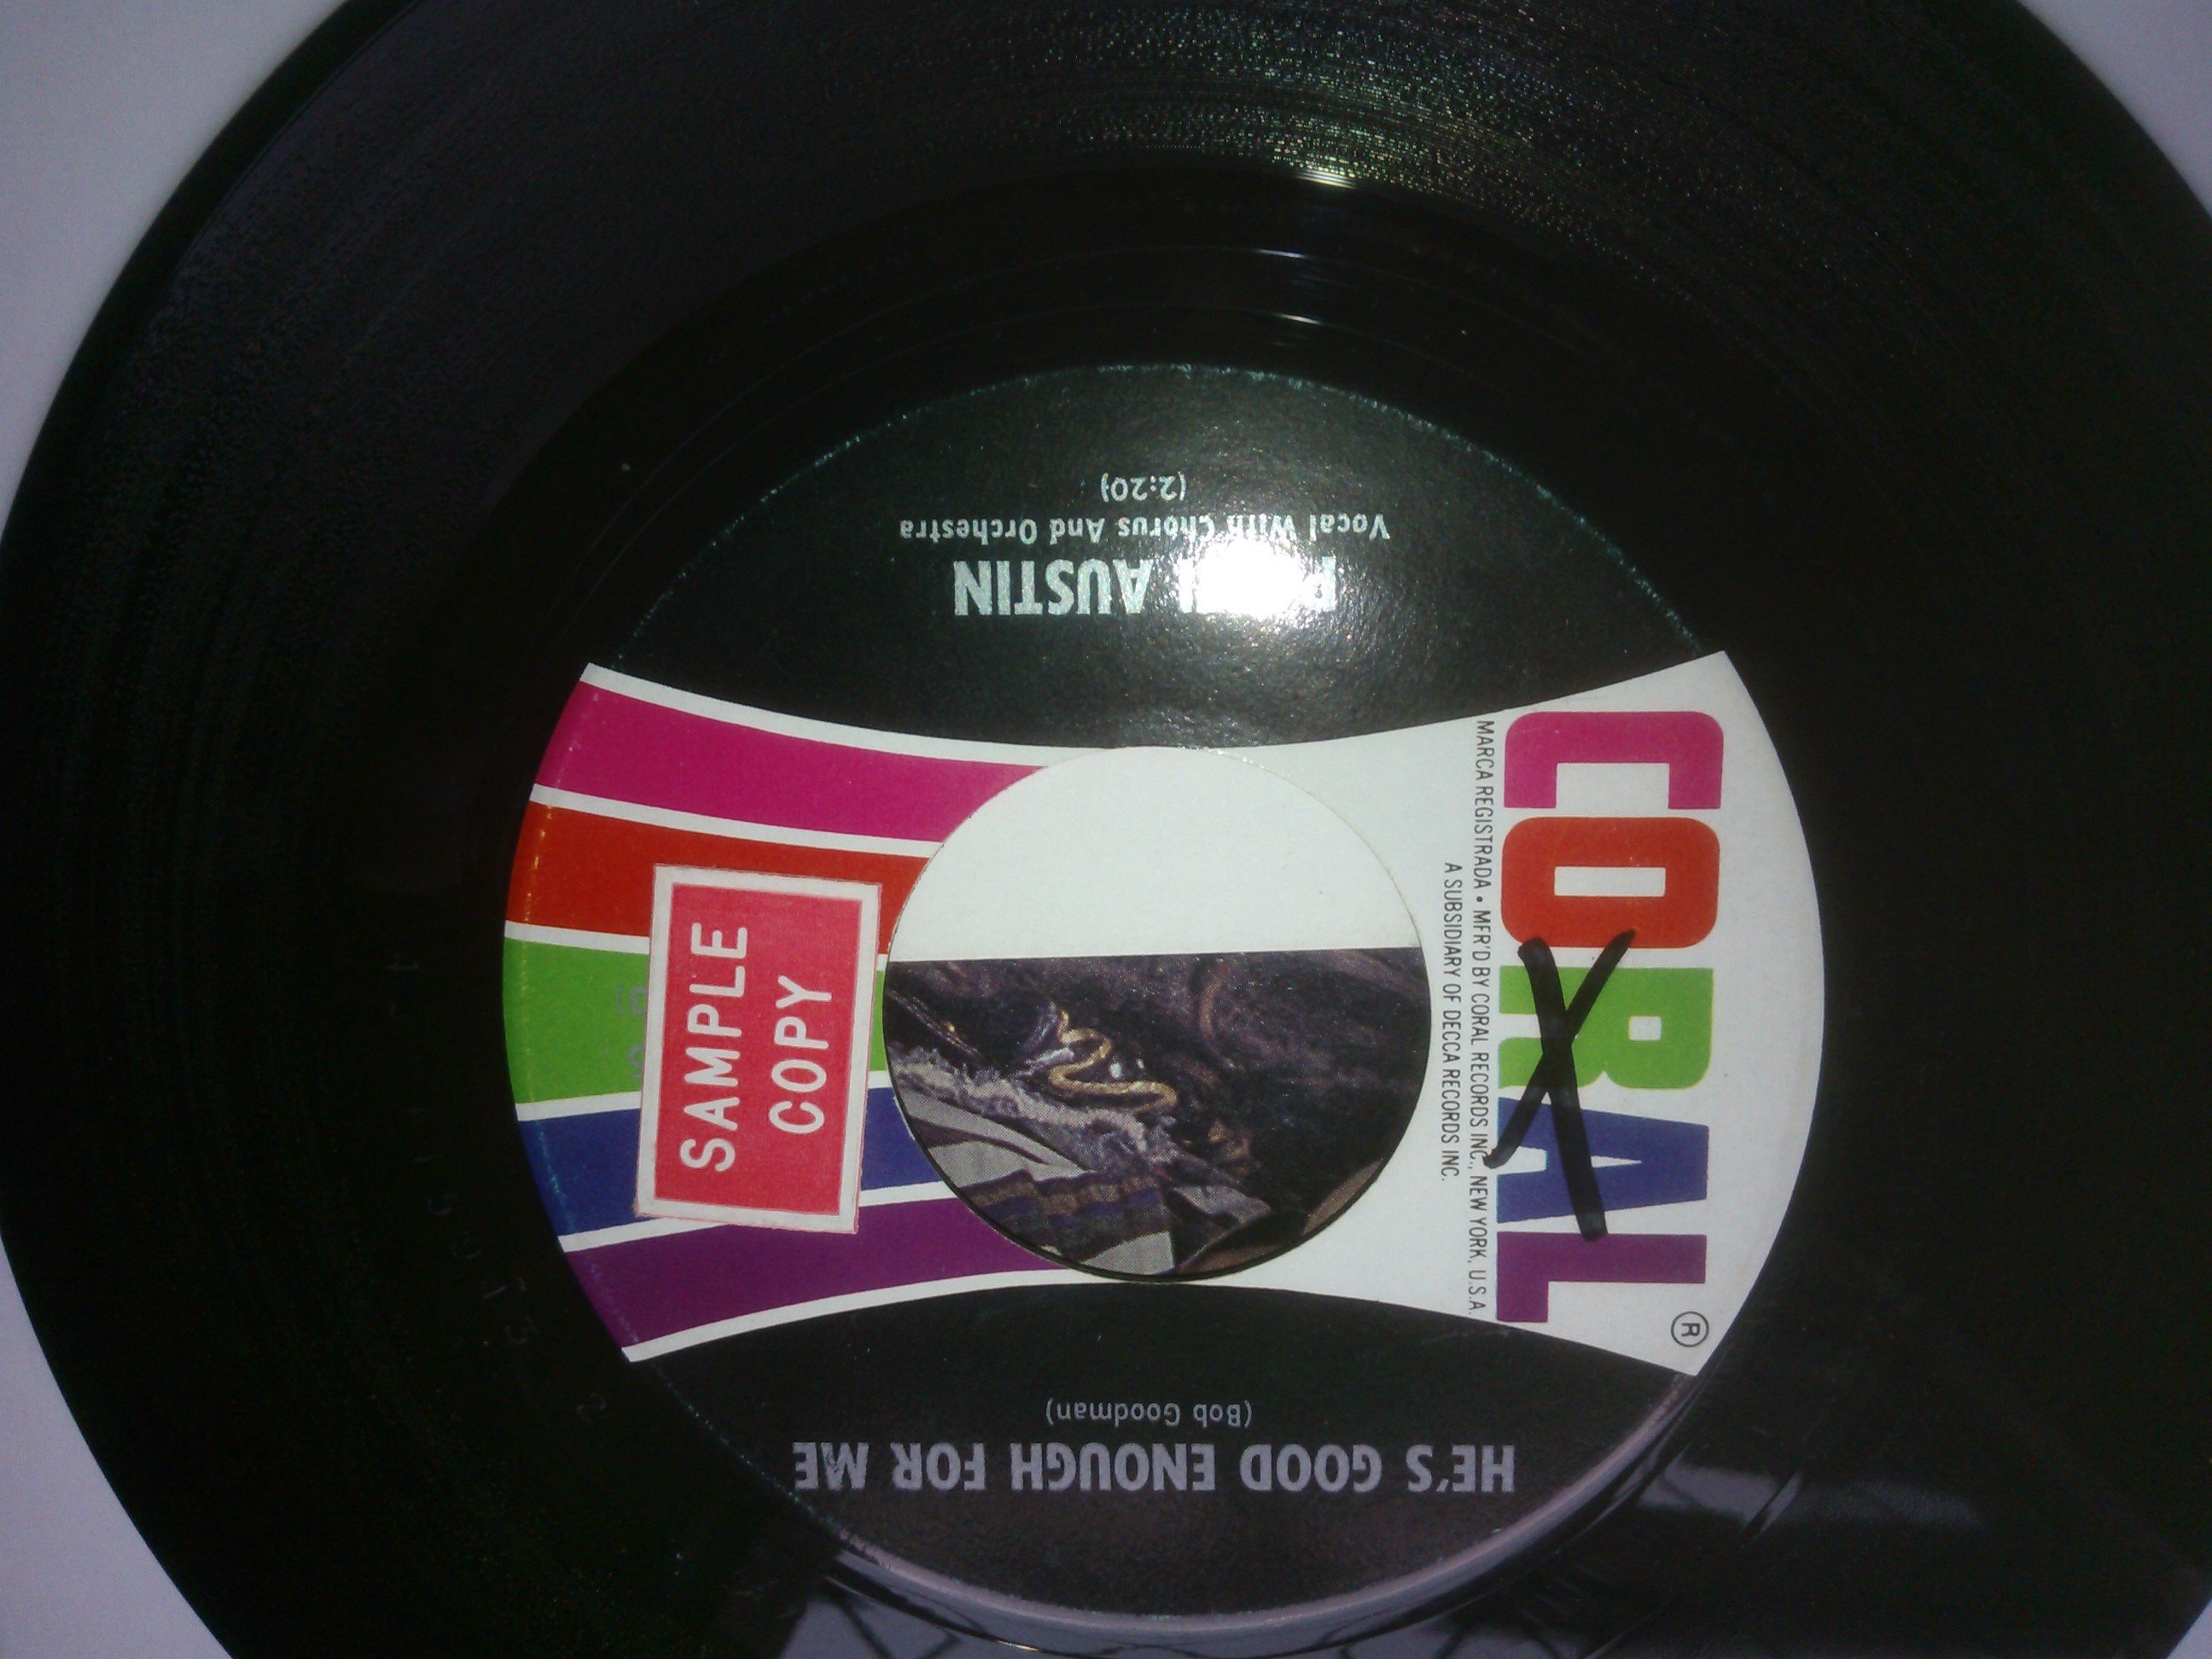 HE'S GOOD ENOUGH FOR ME
(Bob Goodman)
CORAL
®
MARCA REGISTRADA • MFR'D BY CORAL RECORDS INC., NEW YORK, U.S.A.
A SUBSIDIARY OF DECCA RECORDS INC.
SAMPLE
COPY
AUSTIN
Vocal With Chorus And Orchestra
(2:20)